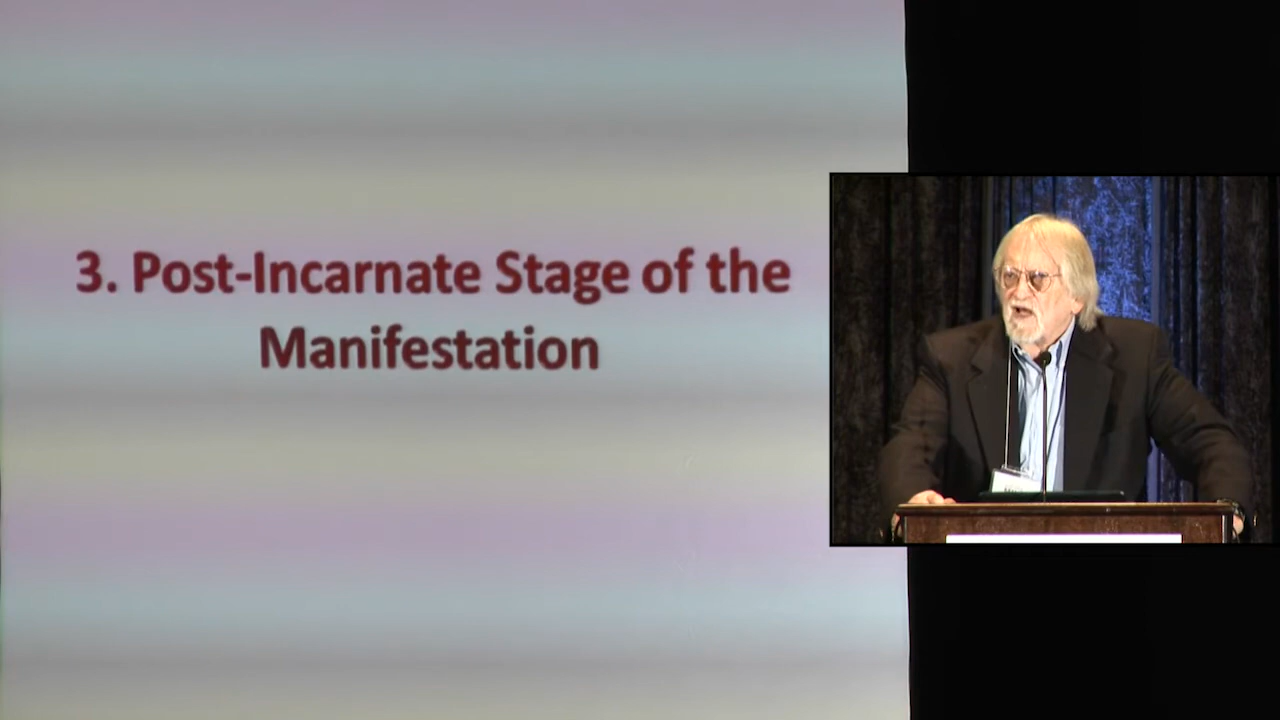 3. Post-Incarnate Stage of the
Manifestation